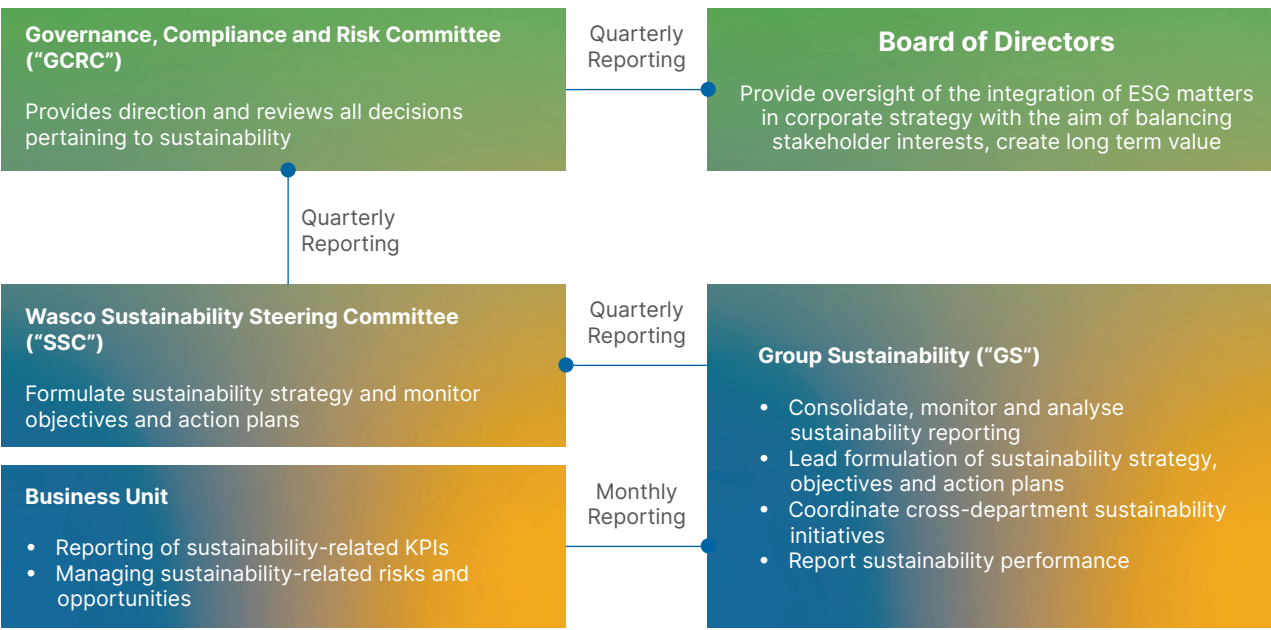 Governance, Compliance and Risk Committee
(“GCRC”)
Provides direction and reviews all decisions
pertaining to sustainability
Quarterly
Reporting
Board of Directors
Provide oversight of the integration of ESG matters
in corporate strategy with the aim of balancing
stakeholder interests, create long term value
Quarterly
Reporting
Wasco Sustainability Steering Committee
(“SSC”)
Formulate sustainability strategy and monitor
objectives and action plans
Quarterly
Reporting
Group Sustainability (“GS”)
• Consolidate, monitor and analyse
sustainability reporting
• Lead formulation of sustainability strategy,
objectives and action plans
• Coordinate cross-department sustainability
initiatives
• Report sustainability performance
Business Unit
• Reporting of sustainability-related KPIs
• Managing sustainability-related risks and
opportunities
Monthly
Reporting